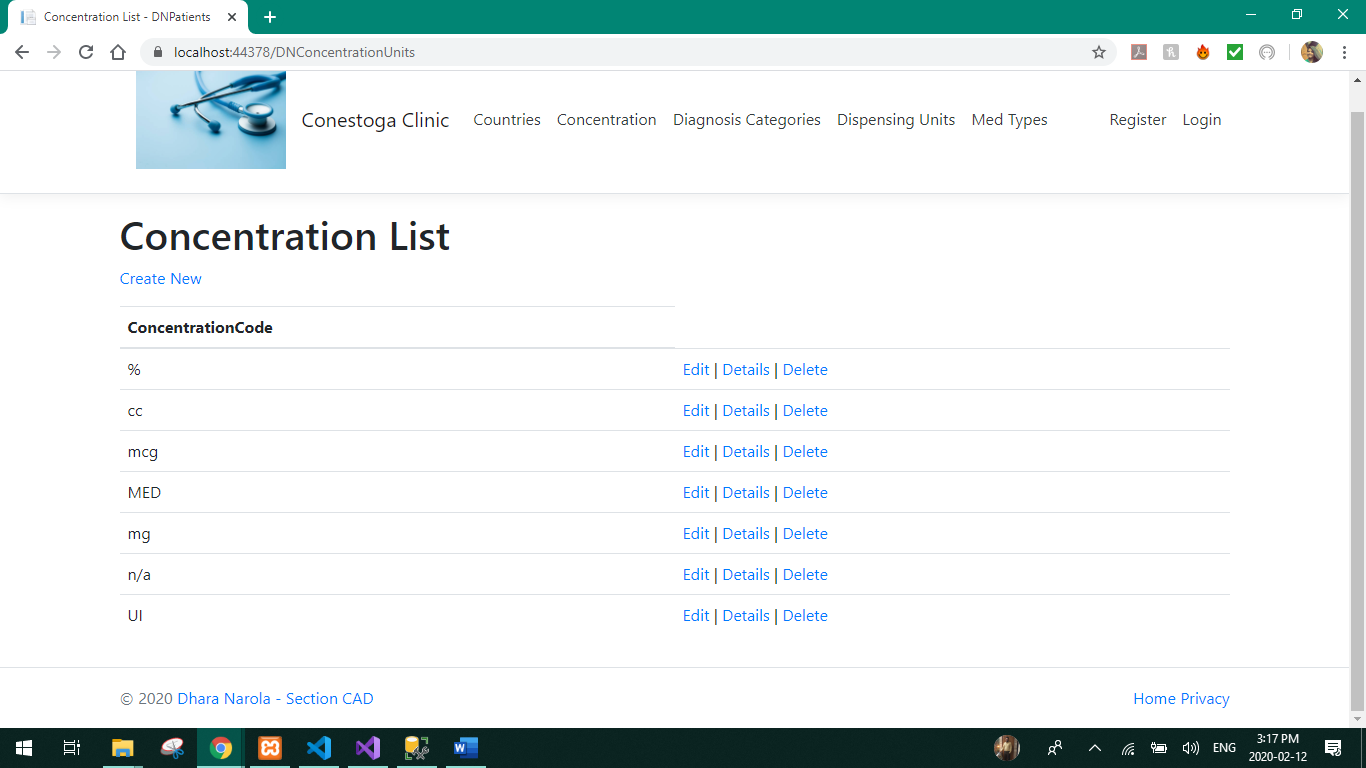 Concentration List - DNPatients
localhost:44378/DNConcentrationUnits
Conestoga Clinic Countries Concentration Diagnosis Categories Dispensing Units Med Types Register Login
Concentration List
Create New
ConcentrationCode
% Edit | Details | Delete
cc Edit | Details | Delete
mcg Edit | Details | Delete
MED Edit | Details | Delete
mg Edit | Details | Delete
n/a Edit | Details | Delete
UI Edit | Details | Delete
© 2020 Dhara Narola - Section CAD Home Privacy
ENG 3:17 PM
2020-02-12